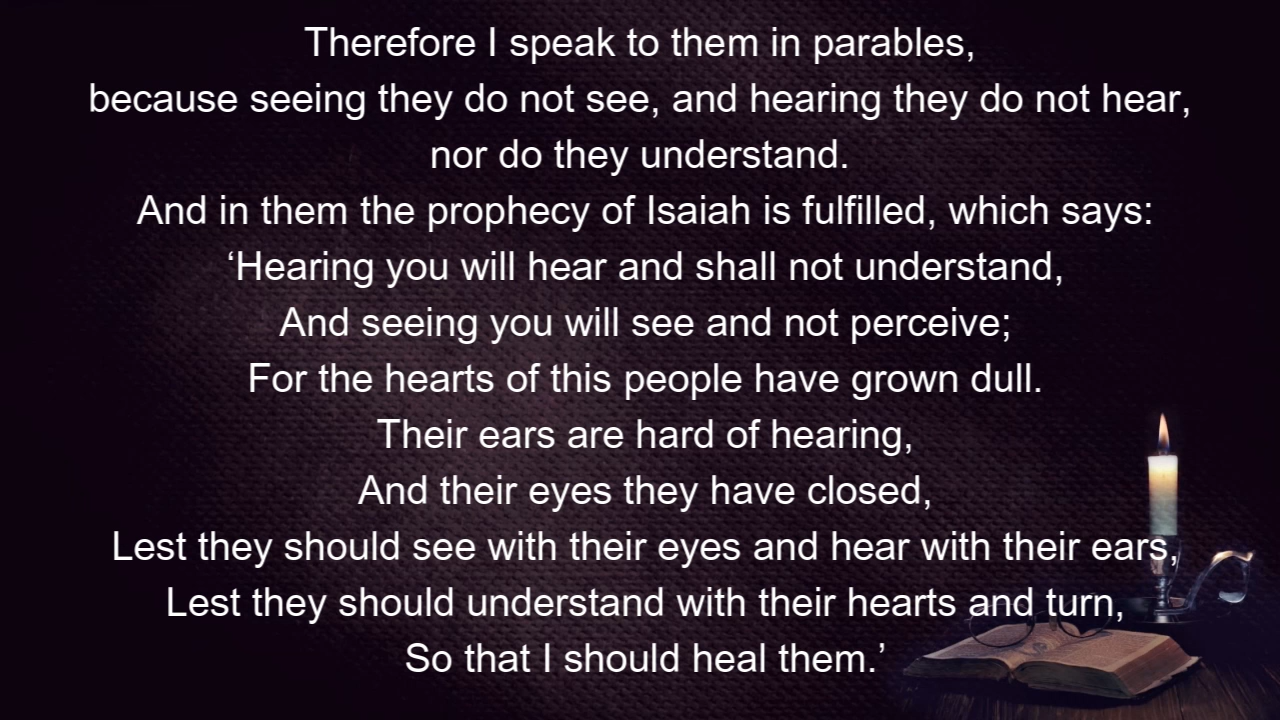 Therefore I speak to them in parables,
because seeing they do not see, and hearing they do not hear,
nor do they understand.
And in them the prophecy of Isaiah is fulfilled, which says:
‘Hearing you will hear and shall not understand,
And seeing you will see and not perceive;
For the hearts of this people have grown dull.
Their ears are hard of hearing,
And their eyes they have closed,
Lest they should see with their eyes and hear with their ears,
Lest they should understand with their hearts and turn,
So that I should heal them.’